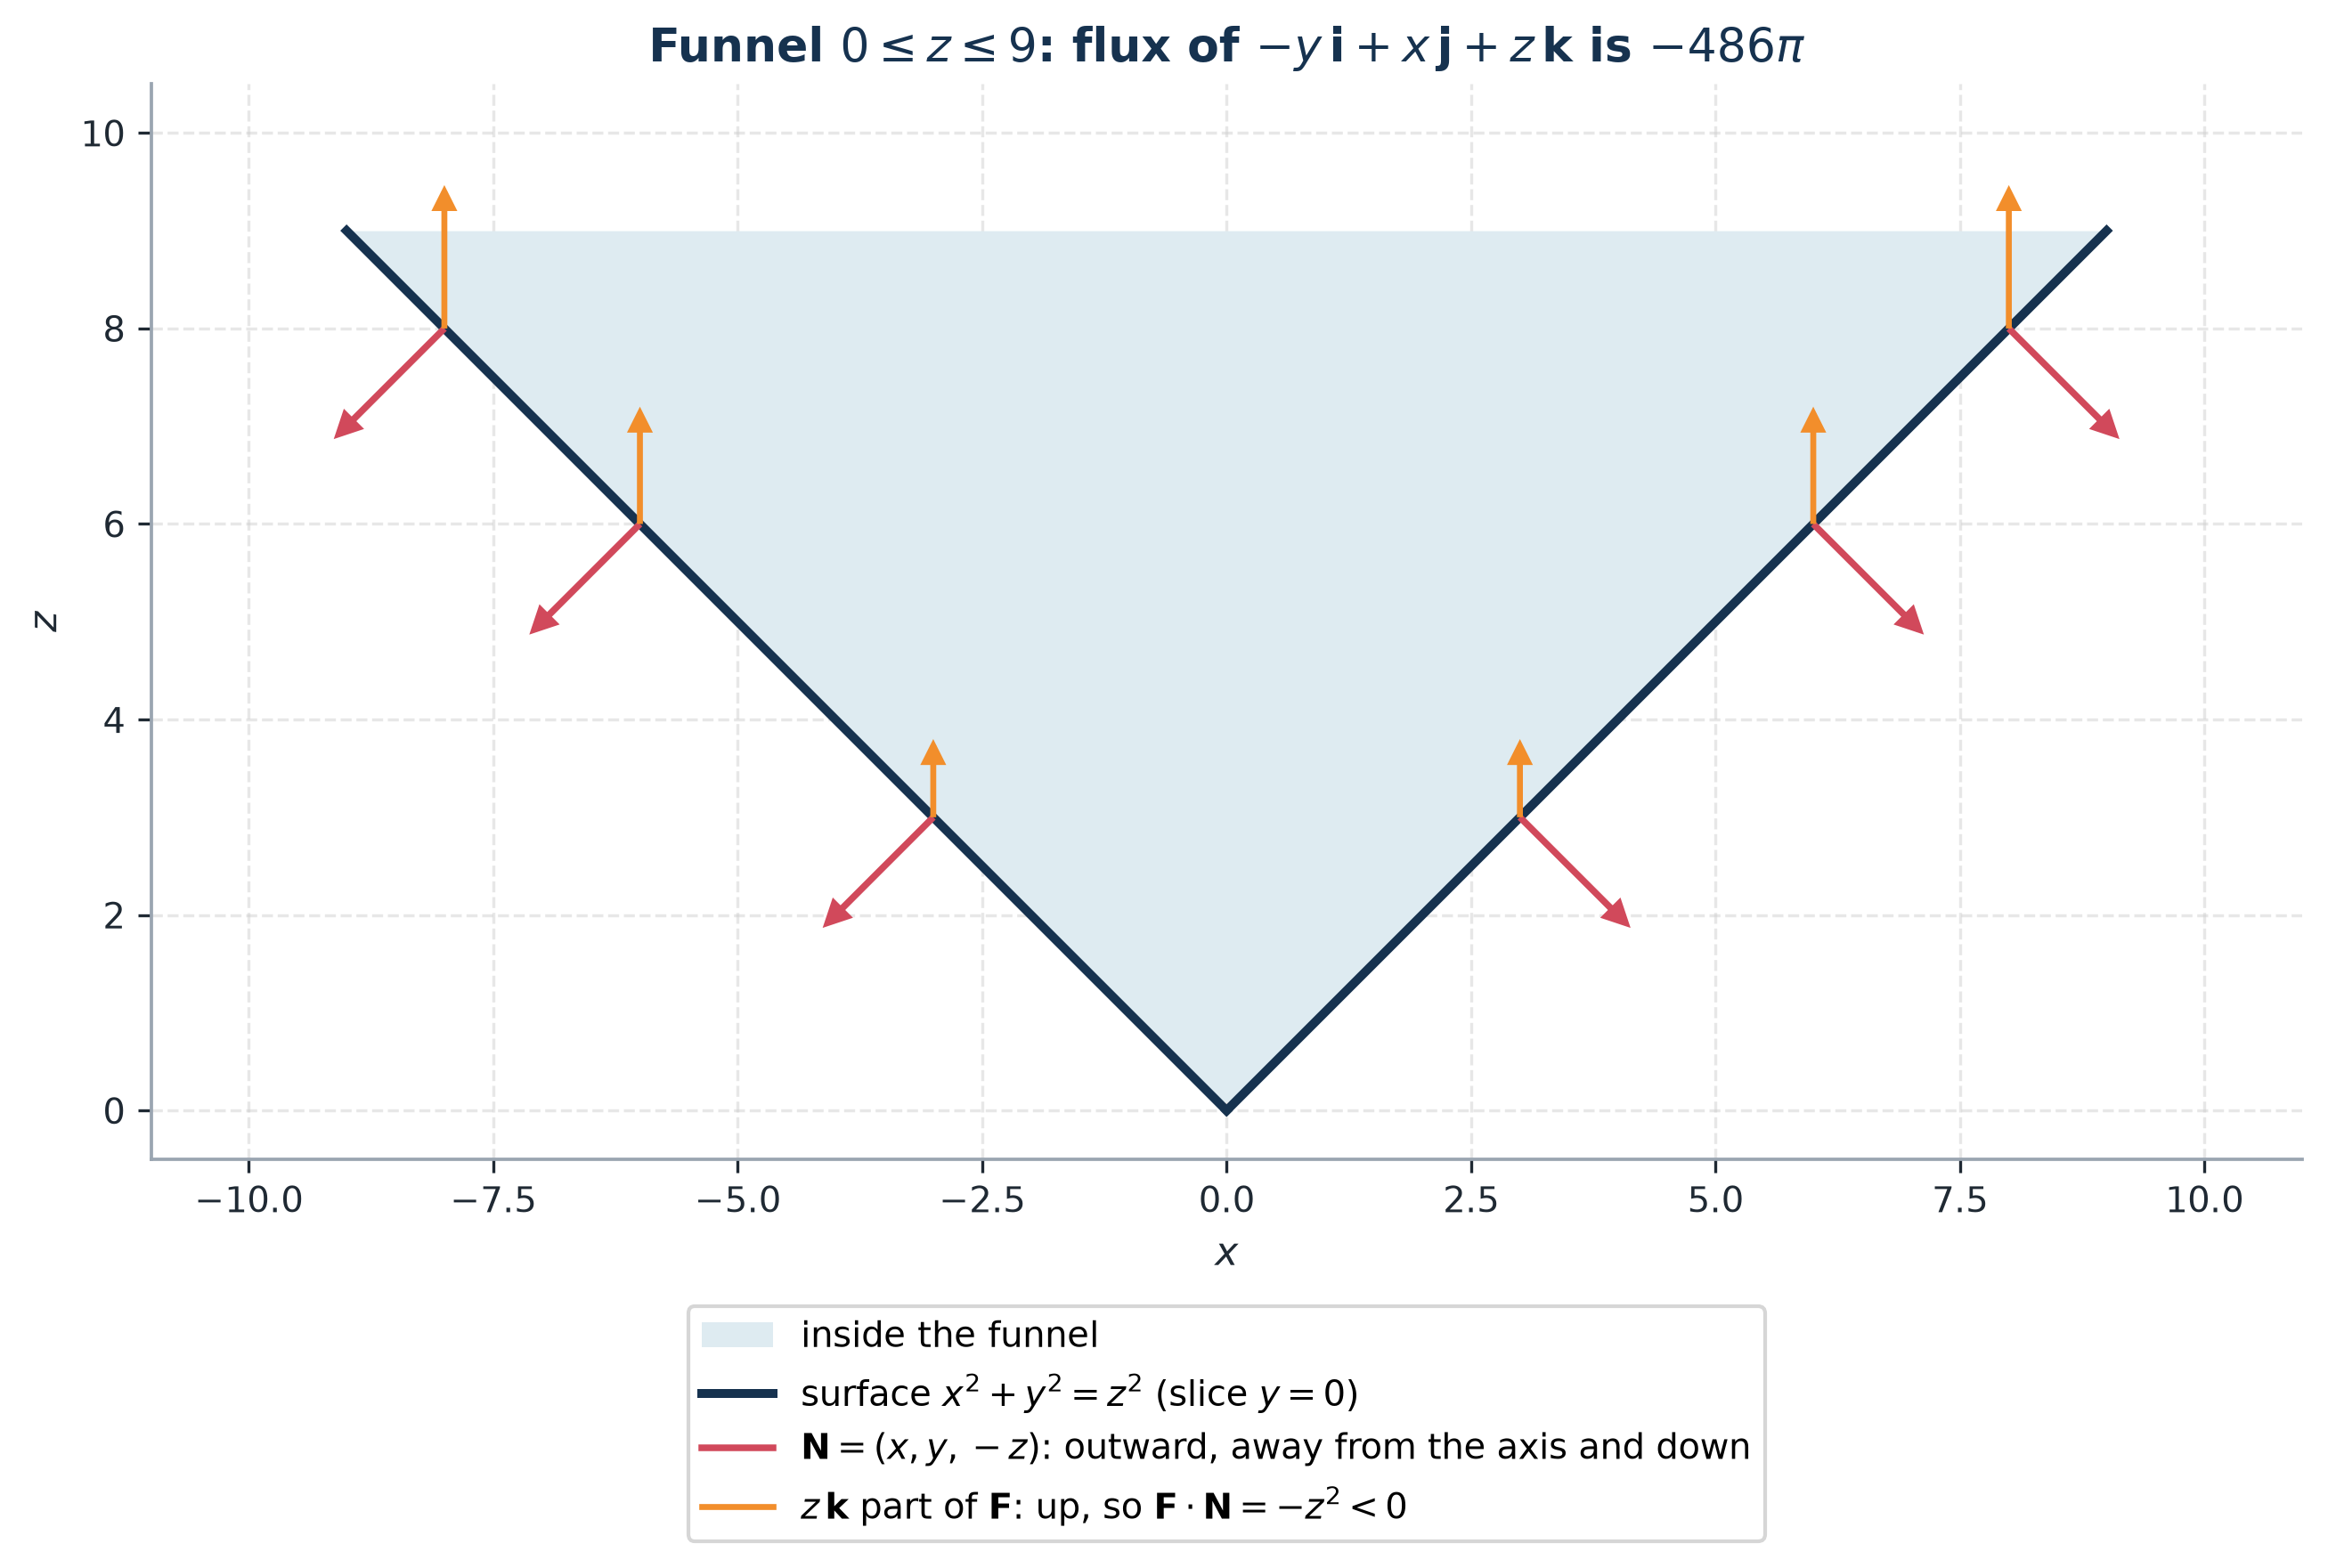 Funnel 0 ≤ z ≤ 9: flux of −y i + x j + z k is −486π
10
8
6
4
2
0
z
−10.0 −7.5 −5.0 −2.5 0.0 2.5 5.0 7.5 10.0
x
inside the funnel
surface x² + y² = z² (slice y = 0)
N = (x, y, −z): outward, away from the axis and down
z k part of F: up, so F · N = −z² < 0